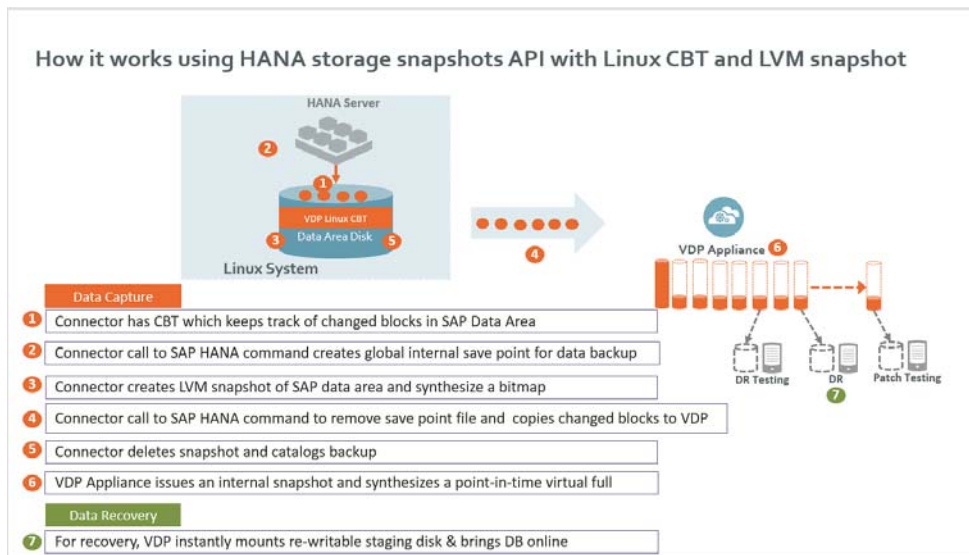 How it works using HANA storage snapshots API with Linux CBT and LVM snapshot
HANA Server
2
1
VDP Linux CBT
3 Data Area Disk 5
Linux System
4
VDP Appliance 6
DR Testing
DR
Patch Testing
7
Data Capture
1 Connector has CBT which keeps track of changed blocks in SAP Data Area
2 Connector call to SAP HANA command creates global internal save point for data backup
3 Connector creates LVM snapshot of SAP data area and synthesize a bitmap
4 Connector call to SAP HANA command to remove save point file and copies changed blocks to VDP
5 Connector deletes snapshot and catalogs backup
6 VDP Appliance issues an internal snapshot and synthesizes a point-in-time virtual full
Data Recovery
7 For recovery, VDP instantly mounts re-writable staging disk & brings DB online